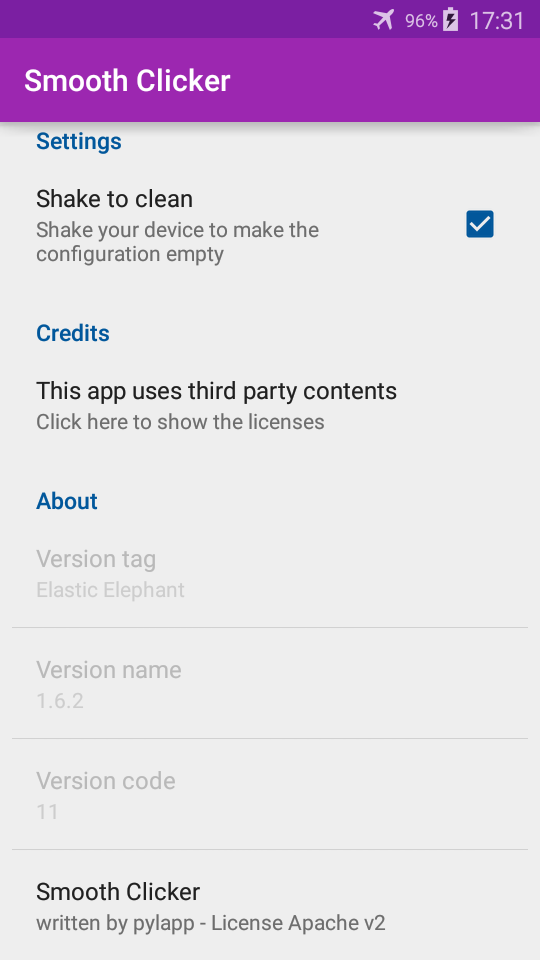 96% 17:31
Smooth Clicker
Settings
Shake to clean
Shake your device to make the
configuration empty
Credits
This app uses third party contents
Click here to show the licenses
About
Version tag
Elastic Elephant
Version name
1.6.2
Version code
11
Smooth Clicker
written by pylapp - License Apache v2